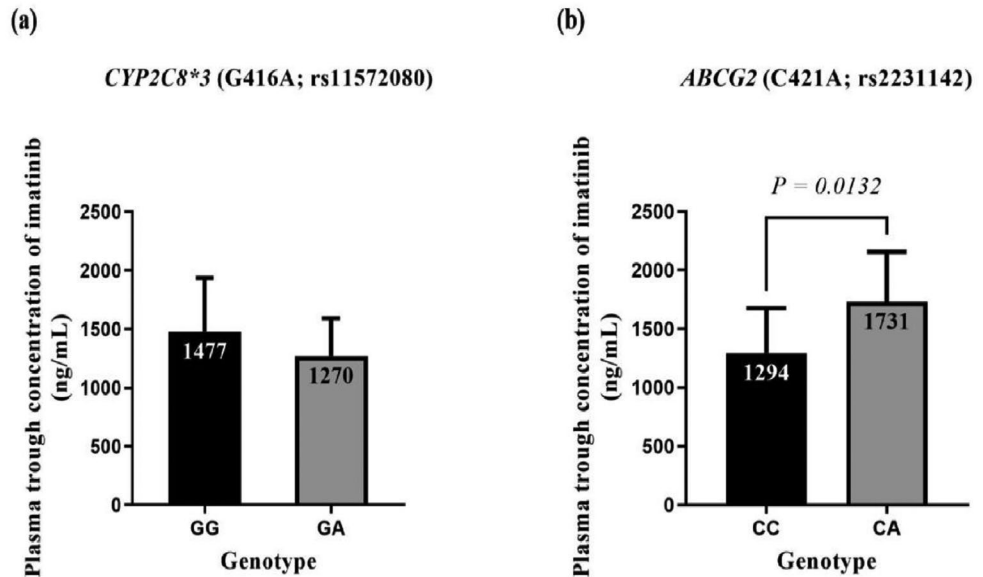 (a)
CYP2C8*3 (G416A; rs11572080)
Plasma trough concentration of imatinib
(ng/mL)
2500
2000
1500
1000
500
0
1477
1270
GG
GA
Genotype
(b)
ABCG2 (C421A; rs2231142)
P = 0.0132
Plasma trough concentration of imatinib
(ng/mL)
2500
2000
1500
1000
500
0
1294
1731
CC
CA
Genotype